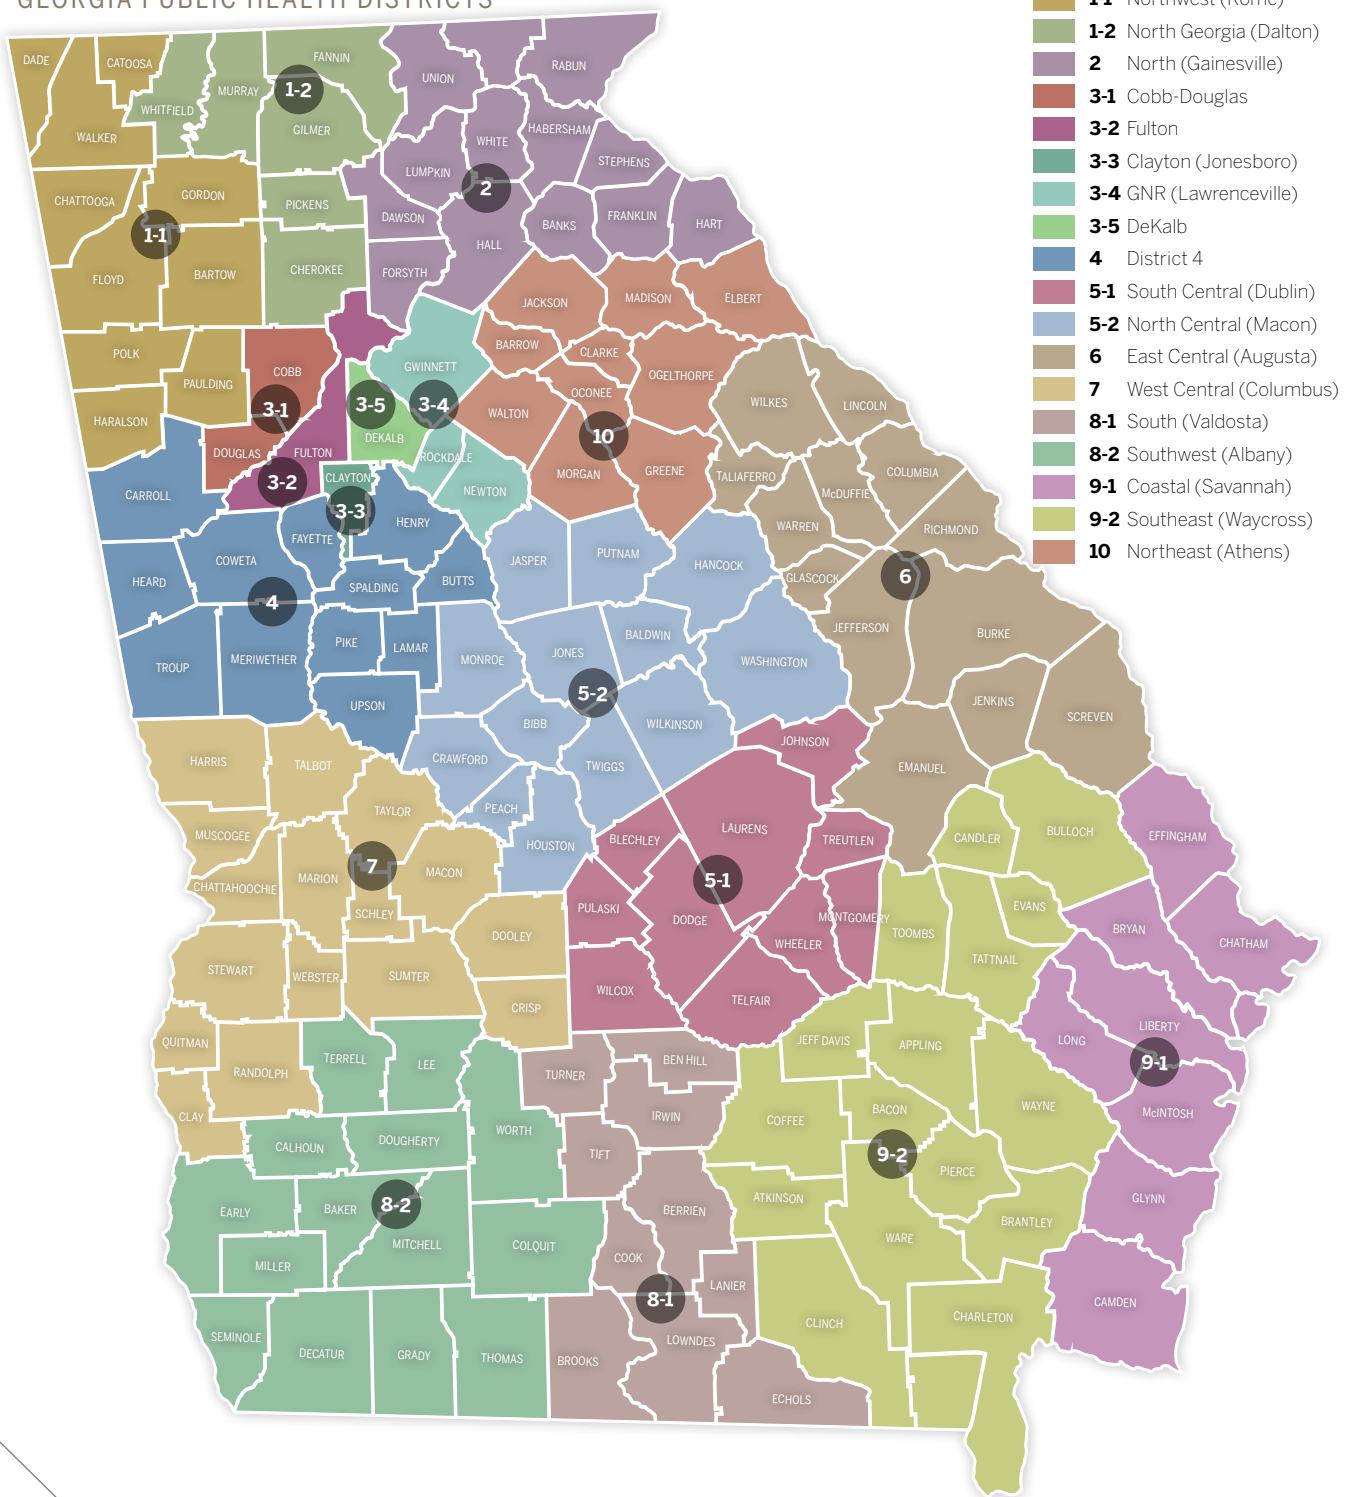 GEORGIA PUBLIC HEALTH DISTRICTS
1-1 Northwest (Rome)
1-2 North Georgia (Dalton)
2 North (Gainesville)
3-1 Cobb-Douglas
3-2 Fulton
3-3 Clayton (Jonesboro)
3-4 GNR (Lawrenceville)
3-5 DeKalb
4 District 4
5-1 South Central (Dublin)
5-2 North Central (Macon)
6 East Central (Augusta)
7 West Central (Columbus)
8-1 South (Valdosta)
8-2 Southwest (Albany)
9-1 Coastal (Savannah)
9-2 Southeast (Waycross)
10 Northeast (Athens)
DADE
CATOOSA
FANNIN
UNION
RABUN
WHITFIELD
MURRAY
1-2
GILMER
WALKER
WHITE
HABERSHAM
STEPHENS
LUMPKIN
2
CHATTOOGA
GORDON
PICKENS
DAWSON
BANKS
FRANKLIN
HART
1-1
HALL
FLOYD
BARTOW
CHEROKEE
FORSYTH
JACKSON
MADISON
ELBERT
POLK
PAULDING
COBB
GWINNETT
BARROW
CLARKE
OGELTHORPE
HARALSON
3-1
3-5
3-4
WALTON
OCONEE
WILKES
LINCOLN
DOUGLAS
FULTON
DEKALB
ROCKDALE
10
CARROLL
3-2
CLAYTON
3-3
NEWTON
MORGAN
GREENE
TALIAFERRO
McDUFFIE
COLUMBIA
HENRY
FAYETTE
WARREN
RICHMOND
HEARD
COWETA
SPALDING
BUTTS
JASPER
PUTNAM
HANCOCK
GLASCOCK
6
4
TROUP
MERIWETHER
PIKE
LAMAR
MONROE
JONES
BALDWIN
WASHINGTON
JEFFERSON
BURKE
UPSON
5-2
BIBB
WILKINSON
JENKINS
SCREVEN
HARRIS
TALBOT
CRAWFORD
TWIGGS
JOHNSON
EMANUEL
MUSCOGEE
TAYLOR
PEACH
HOUSTON
BLECHLEY
LAURENS
TREUTLEN
CANDLER
BULLOCH
EFFINGHAM
CHATTAHOOCHIE
MARION
7
MACON
SCHLEY
5-1
PULASKI
DODGE
WHEELER
MONTGOMERY
TOOMBS
EVANS
BRYAN
CHATHAM
STEWART
WEBSTER
SUMTER
DOOLEY
CRISP
WILCOX
TELFAIR
TATTNAIL
QUITMAN
RANDOLPH
TERRELL
LEE
TURNER
BEN HILL
JEFF DAVIS
APPLING
LONG
LIBERTY
9-1
CLAY
CALHOUN
DOUGHERTY
WORTH
TIFT
IRWIN
COFFEE
BACON
WAYNE
McINTOSH
9-2
PIERCE
EARLY
BAKER
8-2
MITCHELL
COLQUIT
BERRIEN
ATKINSON
WARE
BRANTLEY
GLYNN
MILLER
COOK
LANIER
8-1
SEMINOLE
DECATUR
GRADY
THOMAS
BROOKS
LOWNDES
ECHOLS
CLINCH
CHARLETON
CAMDEN